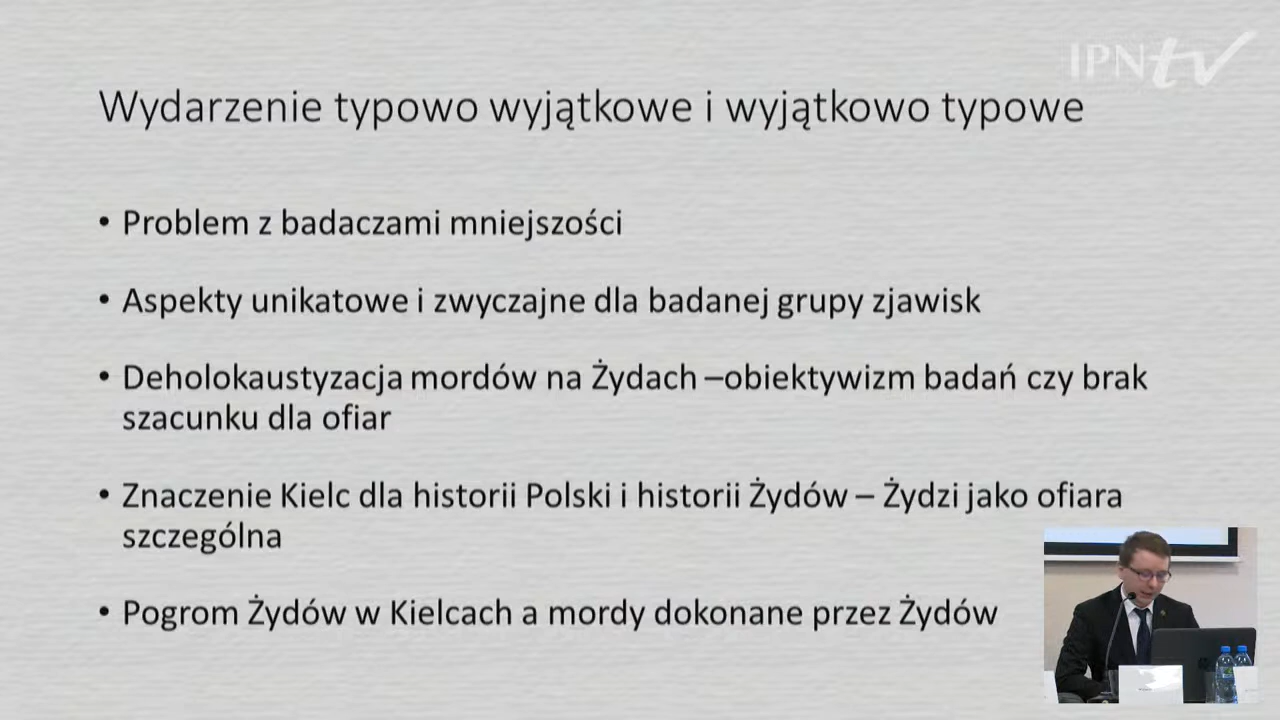 IPNtv
Wydarzenie typowo wyjątkowe i wyjątkowo typowe
• Problem z badaczami mniejszości
• Aspekty unikatowe i zwyczajne dla badanej grupy zjawisk
• Deholokaustyzacja mordów na Żydach –obiektywizm badań czy brak
szacunku dla ofiar
• Znaczenie Kielc dla historii Polski i historii Żydów – Żydzi jako ofiara
szczególna
• Pogrom Żydów w Kielcach a mordy dokonane przez Żydów